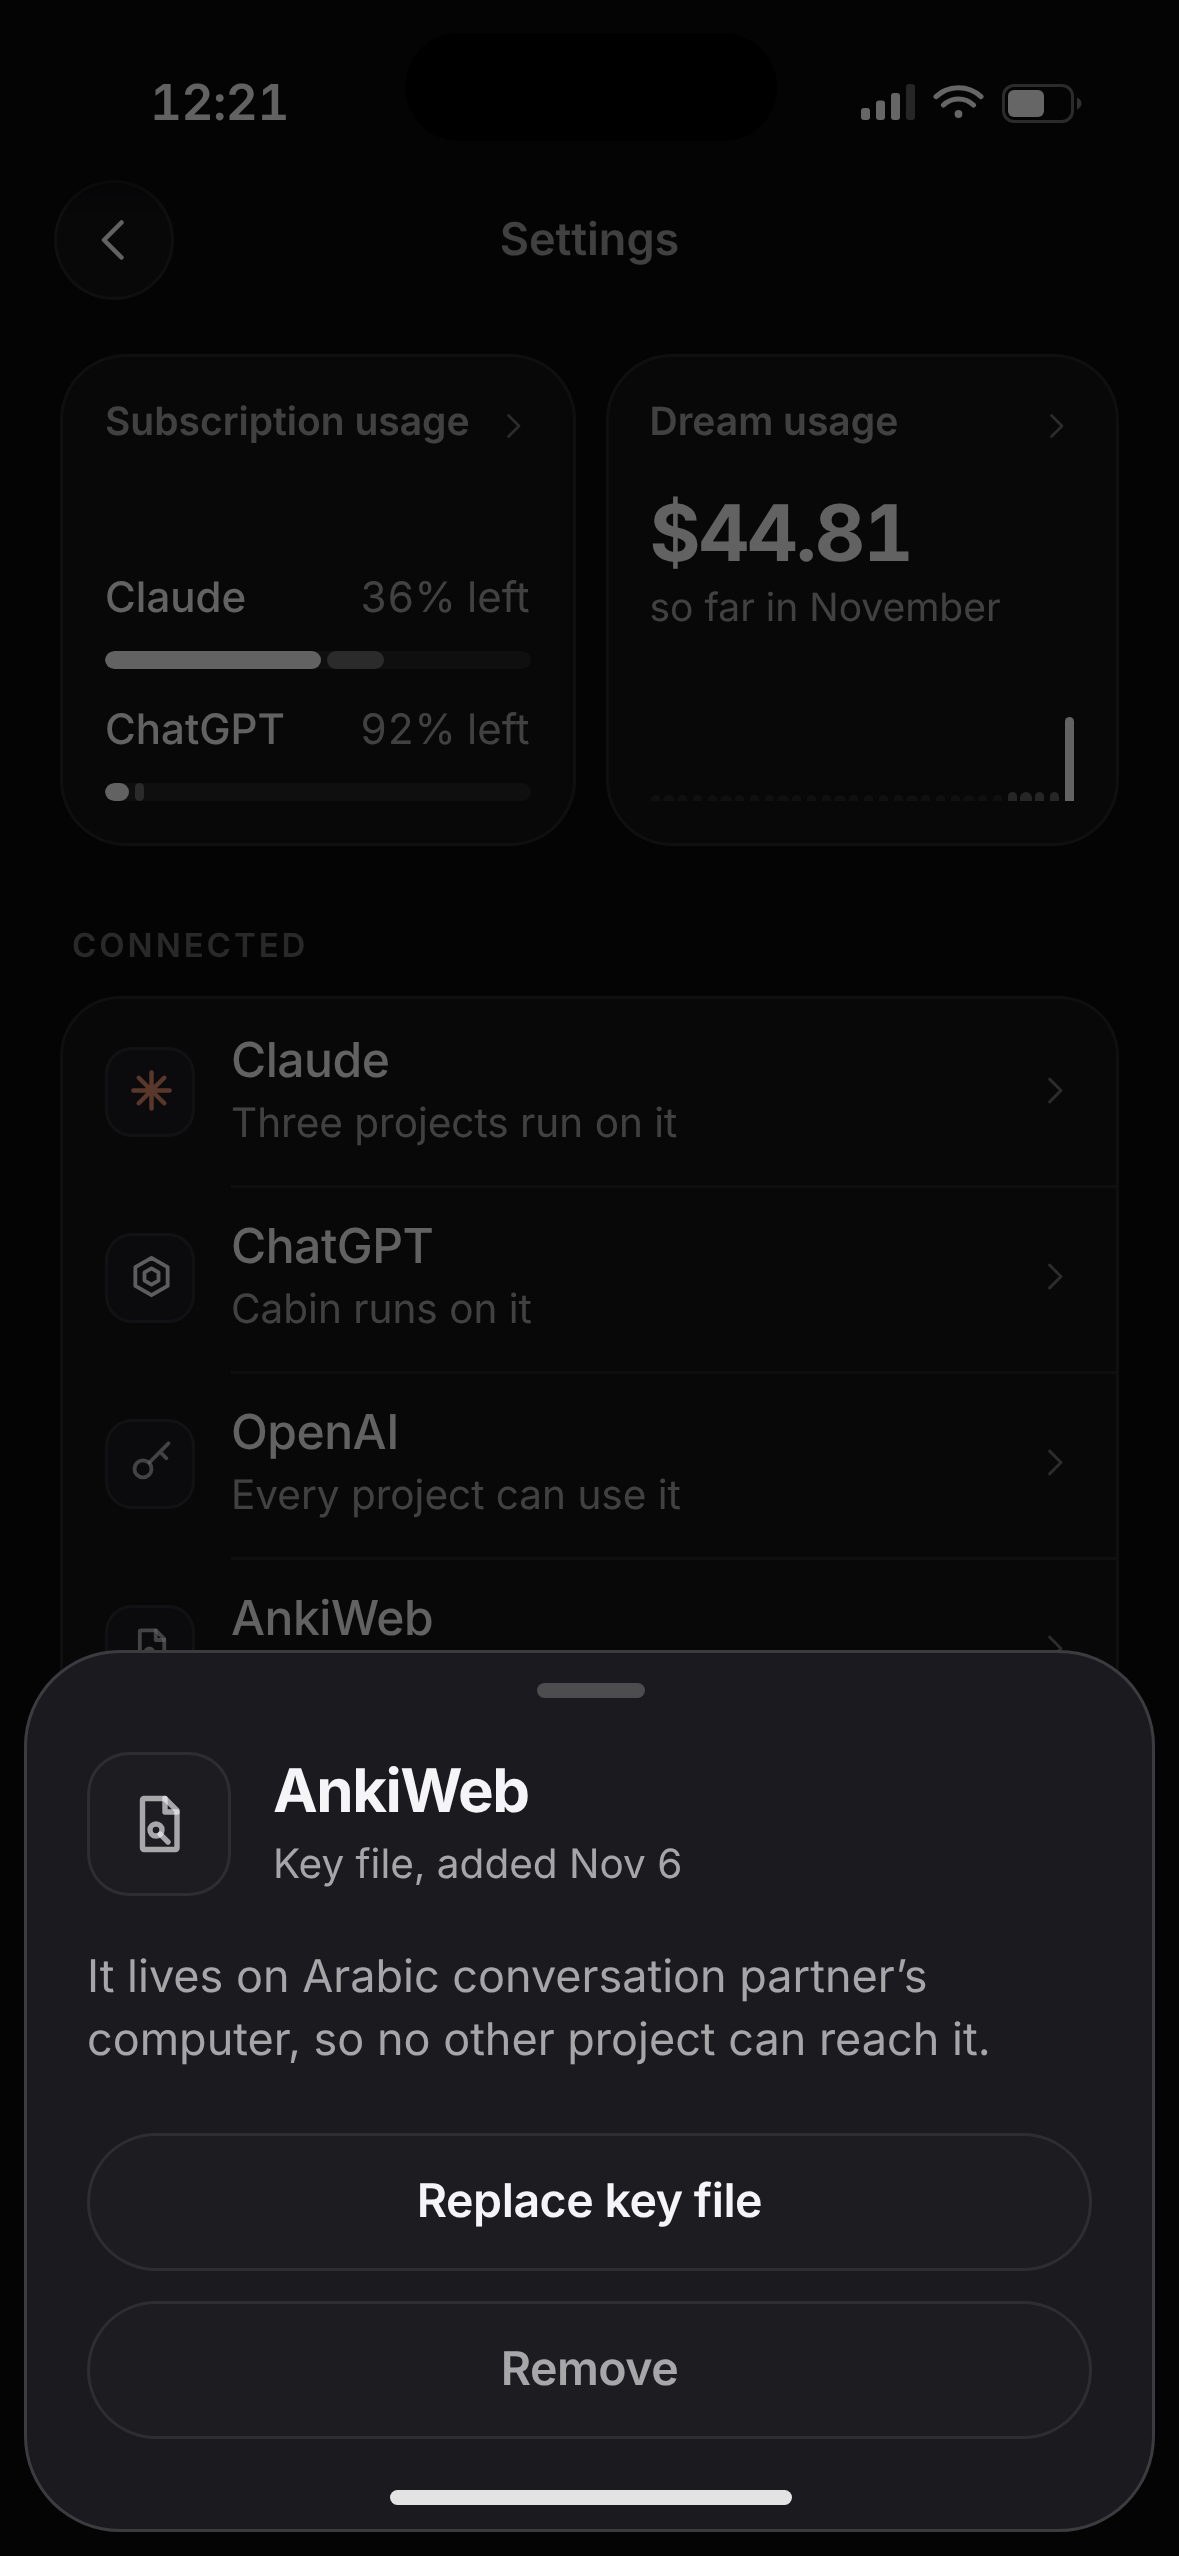 12:21
Settings
Subscription usage
Claude 36% left
ChatGPT 92% left
Dream usage
$44.81
so far in November
CONNECTED
Claude
Three projects run on it
ChatGPT
Cabin runs on it
OpenAI
Every project can use it
AnkiWeb
AnkiWeb
Key file, added Nov 6
It lives on Arabic conversation partner’s
computer, so no other project can reach it.
Replace key file
Remove